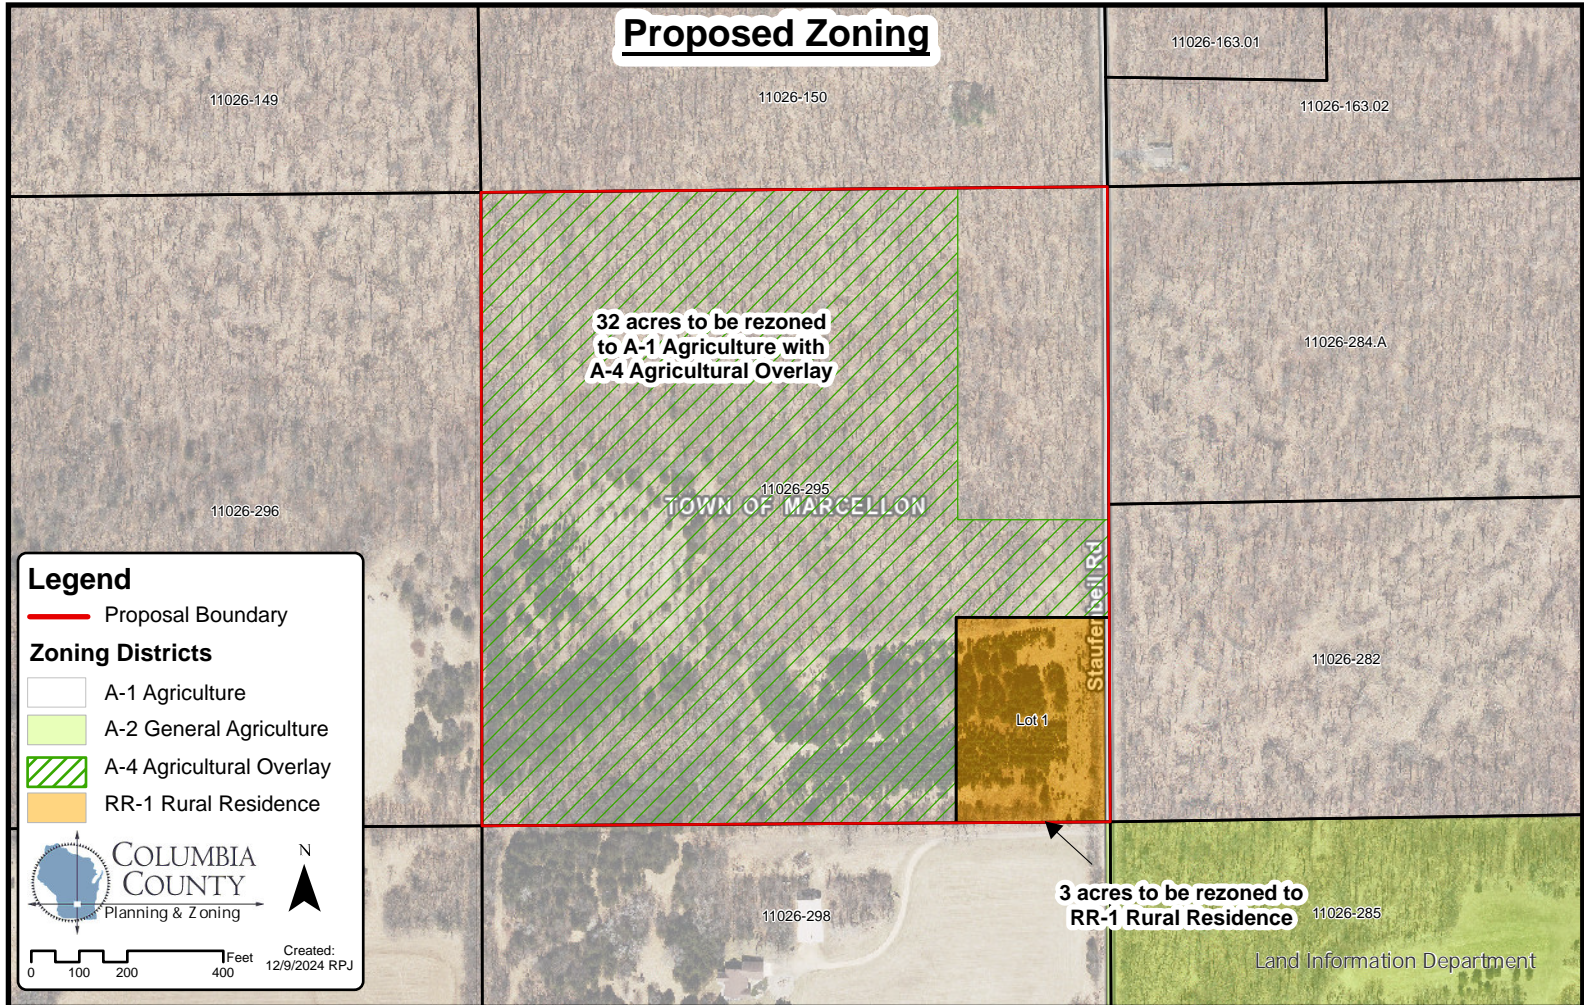 Proposed Zoning
11026-163.01
11026-149
11026-150
11026-163.02
32 acres to be rezoned
to A-1 Agriculture with
A-4 Agricultural Overlay
11026-284.A
11026-295
TOWN OF MARCELLON
11026-296
Staufenbeil Rd
11026-282
Lot 1
3 acres to be rezoned to
RR-1 Rural Residence
11026-285
11026-298
Land Information Department
Legend
Proposal Boundary
Zoning Districts
A-1 Agriculture
A-2 General Agriculture
A-4 Agricultural Overlay
RR-1 Rural Residence
COLUMBIA
COUNTY
Planning & Zoning
N
Feet
0 100 200 400
Created:
12/9/2024 RPJ